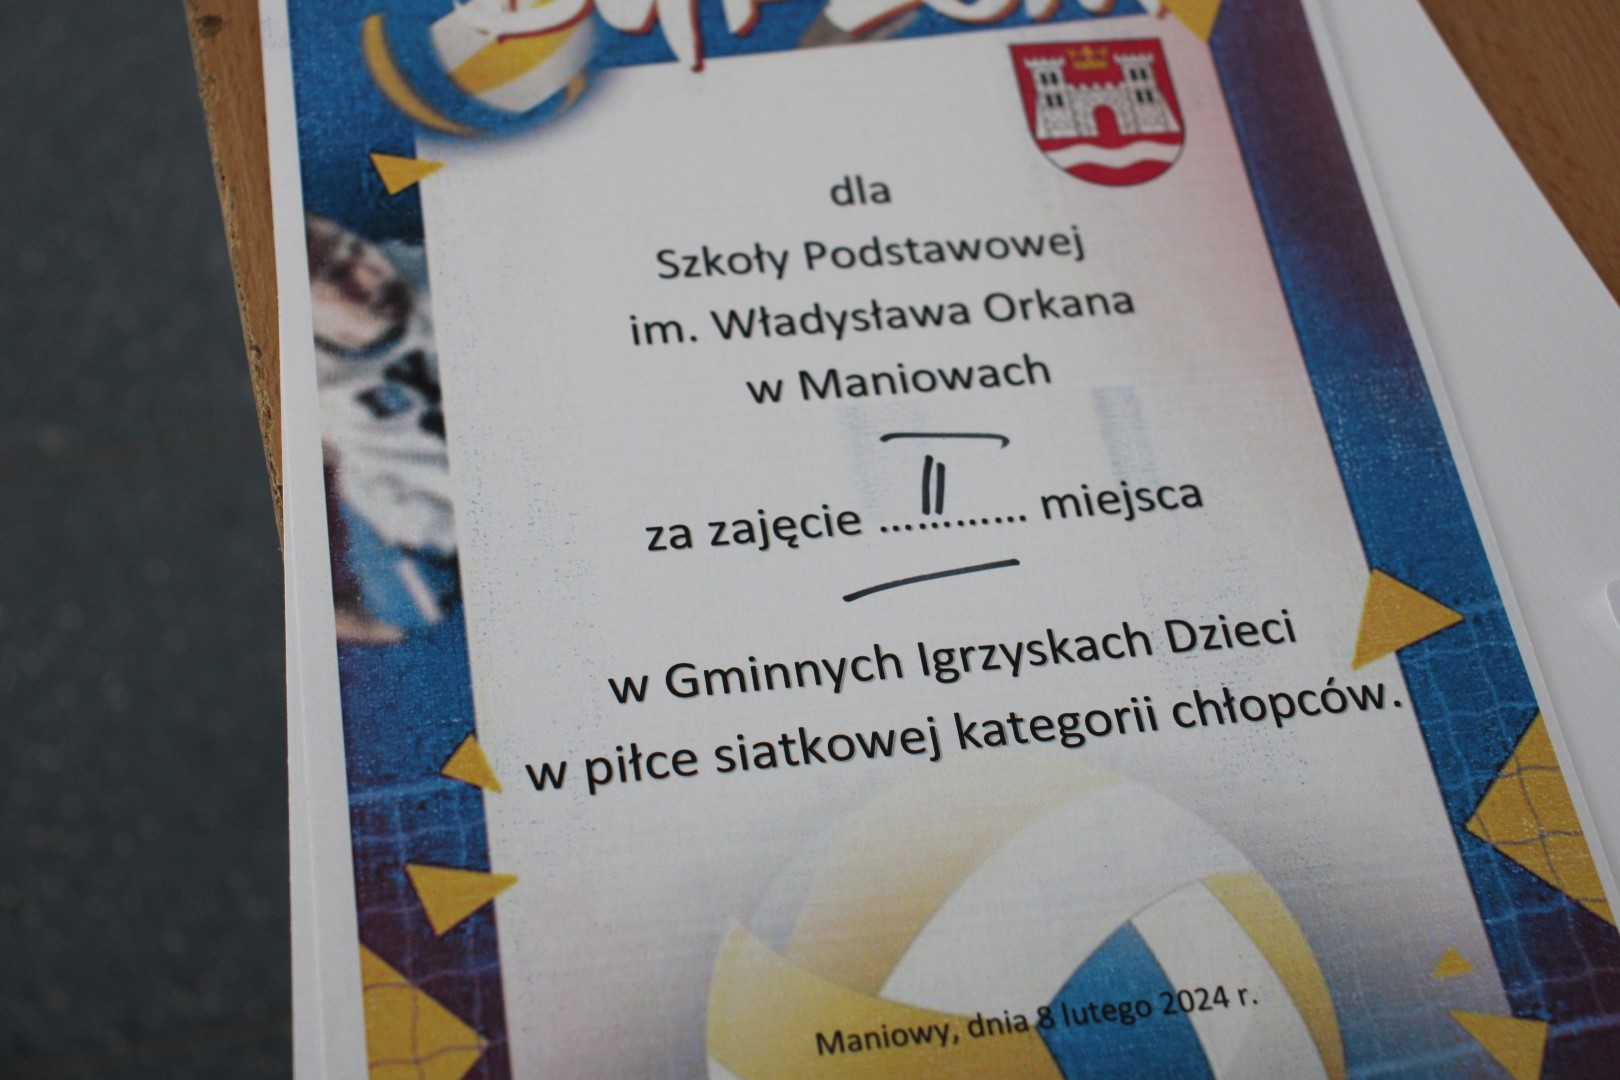 dla
Szkoły Podstawowej
im. Władysława Orkana
w Maniowach
za zajęcie ....II........ miejsca
w Gminnych Igrzyskach Dzieci
w piłce siatkowej kategorii chłopców.
Maniowy, dnia 8 lutego 2024 r.